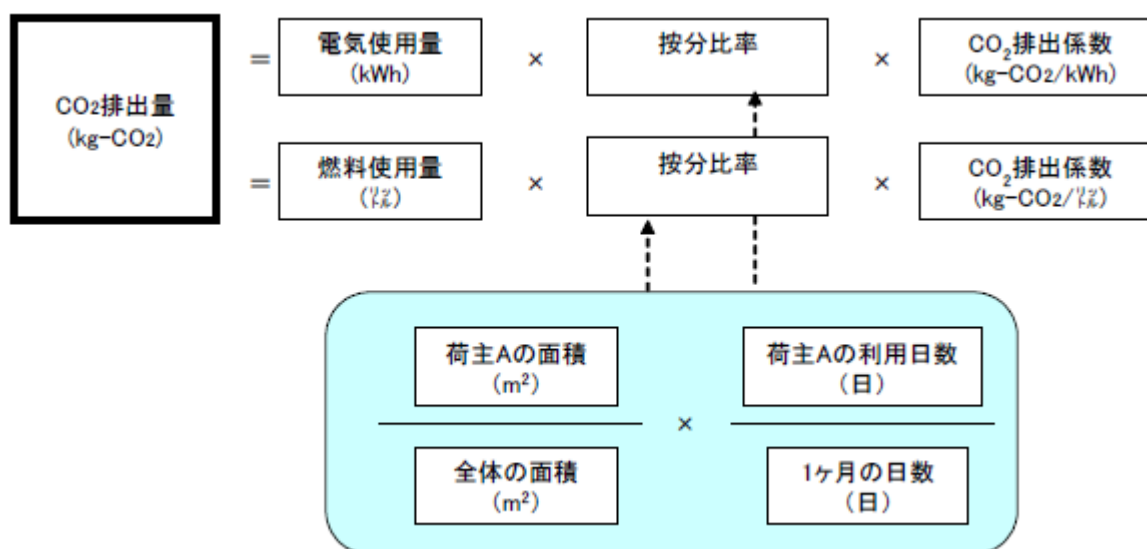 CO2排出量
(kg-CO2)
=
電気使用量
(kWh)
×
按分比率
×
CO2排出係数
(kg-CO2/kWh)
=
燃料使用量
(㍑)
×
按分比率
×
CO2排出係数
(kg-CO2/㍑)
荷主Aの面積
(m²)
全体の面積
(m²)
×
荷主Aの利用日数
(日)
1ヶ月の日数
(日)